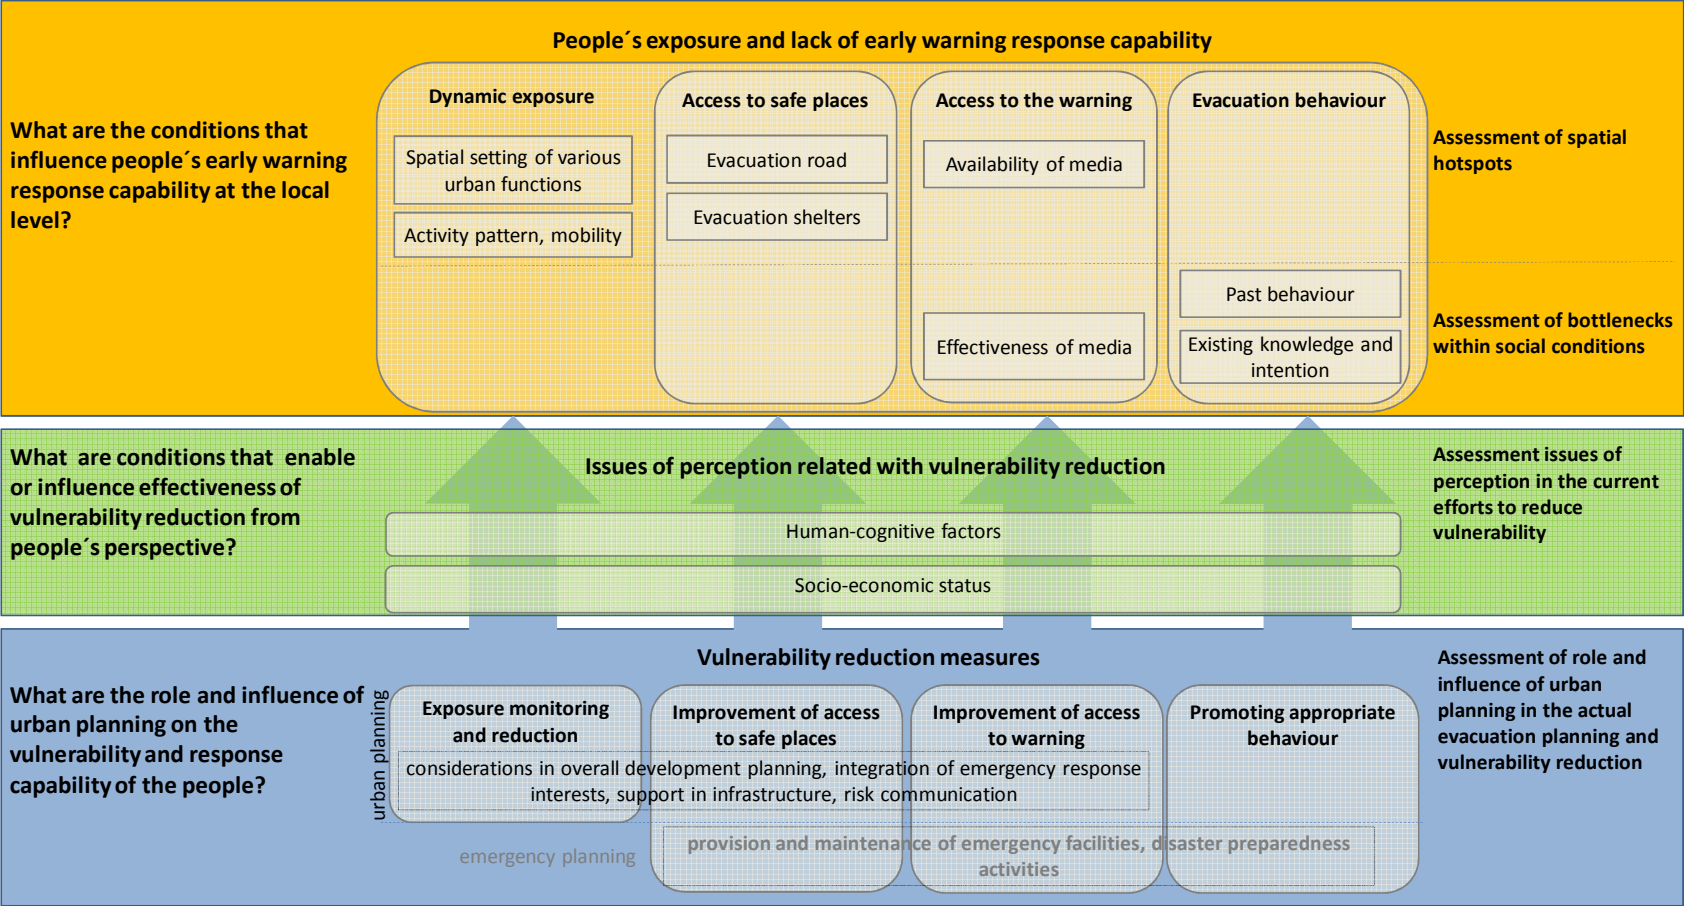 People´s exposure and lack of early warning response capability
What are the conditions that
influence people´s early warning
response capability at the local
level?
Dynamic exposure
Spatial setting of various
urban functions
Activity pattern, mobility
Access to safe places
Evacuation road
Evacuation shelters
Access to the warning
Availability of media
Effectiveness of media
Evacuation behaviour
Past behaviour
Existing knowledge and
intention
Assessment of spatial
hotspots
Assessment of bottlenecks
within social conditions
What are conditions that enable
or influence effectiveness of
vulnerability reduction from
people´s perspective?
Issues of perception related with vulnerability reduction
Human-cognitive factors
Socio-economic status
Assessment issues of
perception in the current
efforts to reduce
vulnerability
Vulnerability reduction measures
What are the role and influence of
urban planning on the
vulnerability and response
capability of the people?
urban planning
Exposure monitoring
and reduction
Improvement of access
to safe places
Improvement of access
to warning
Promoting appropriate
behaviour
considerations in overall development planning, integration of emergency response
interests, support in infrastructure, risk communication
emergency planning
provision and maintenance of emergency facilities, disaster preparedness
activities
Assessment of role and
influence of urban
planning in the actual
evacuation planning and
vulnerability reduction